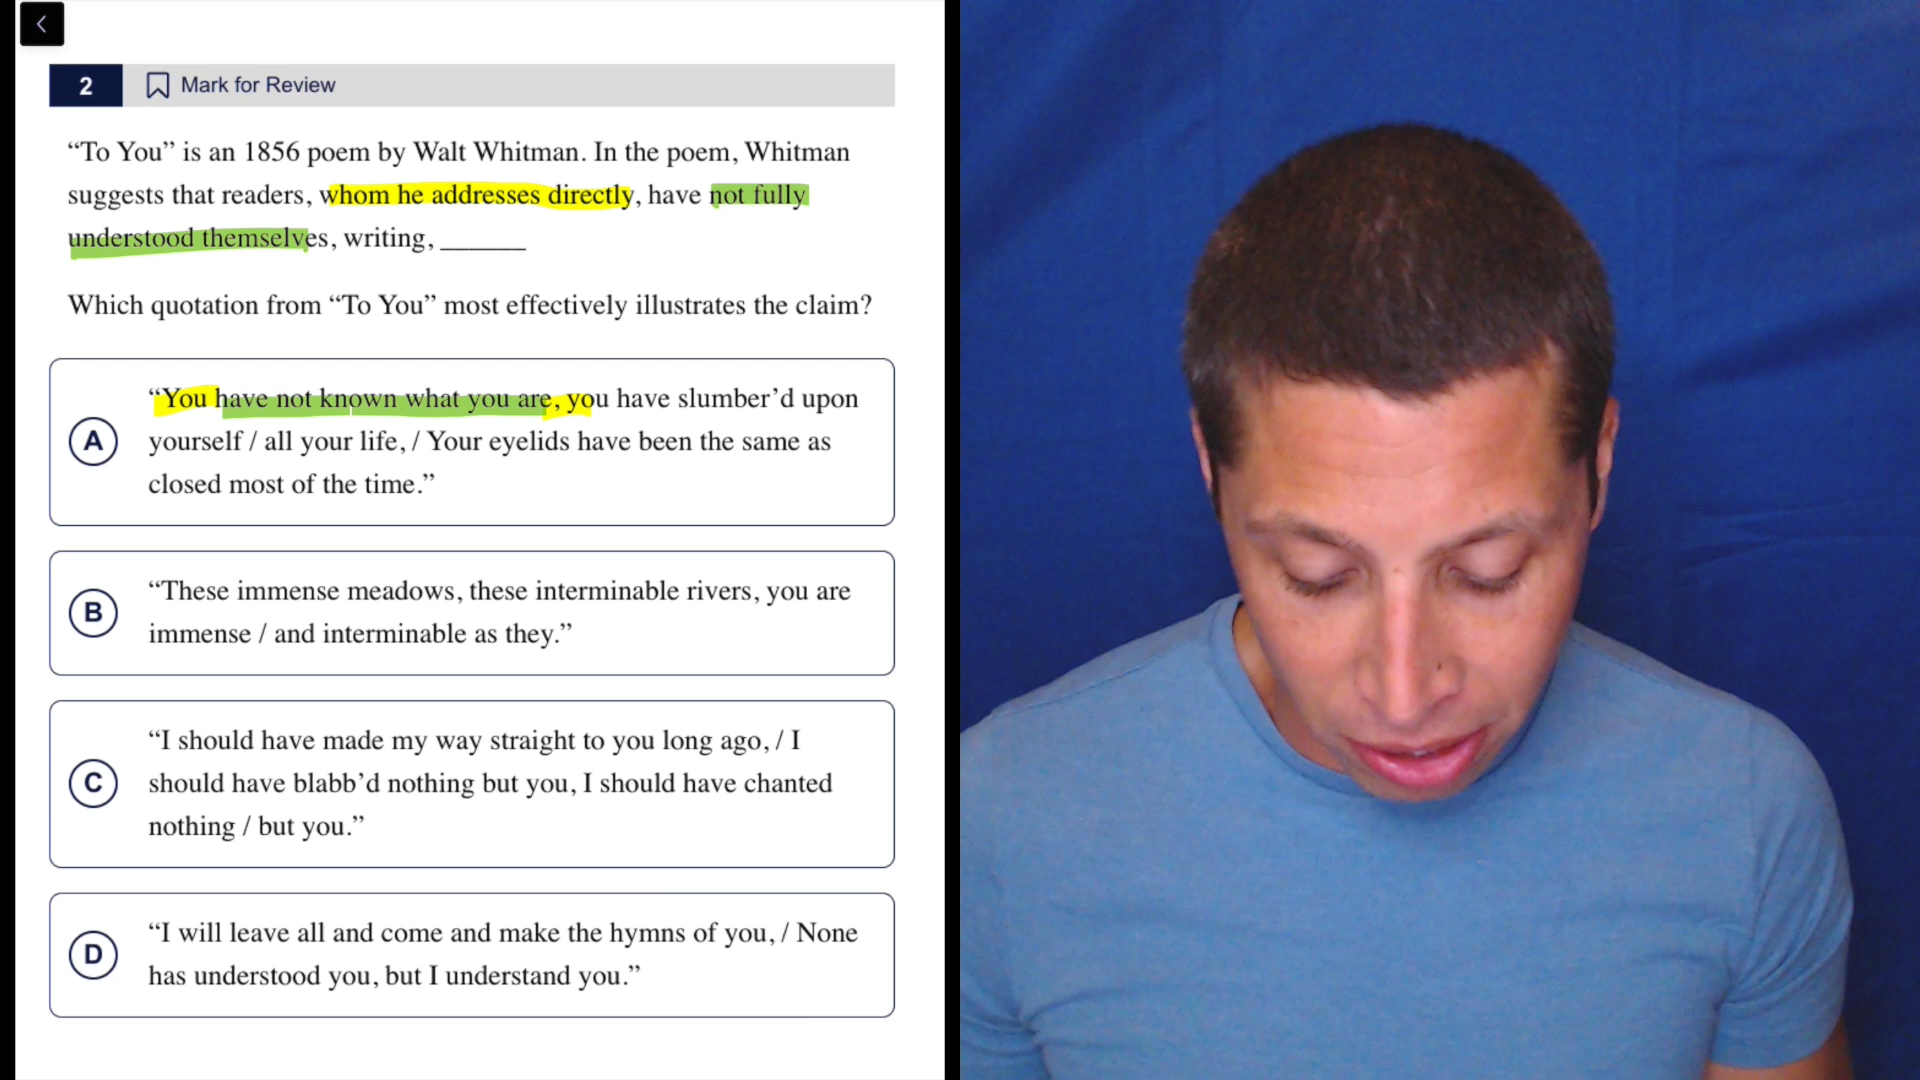 2 Mark for Review
“To You” is an 1856 poem by Walt Whitman. In the poem, Whitman
suggests that readers, whom he addresses directly, have not fully
understood themselves, writing, ______
Which quotation from “To You” most effectively illustrates the claim?
A
“You have not known what you are, you have slumber’d upon
yourself / all your life, / Your eyelids have been the same as
closed most of the time.”
B
“These immense meadows, these interminable rivers, you are
immense / and interminable as they.”
C
“I should have made my way straight to you long ago, / I
should have blabb’d nothing but you, I should have chanted
nothing / but you.”
D
“I will leave all and come and make the hymns of you, / None
has understood you, but I understand you.”